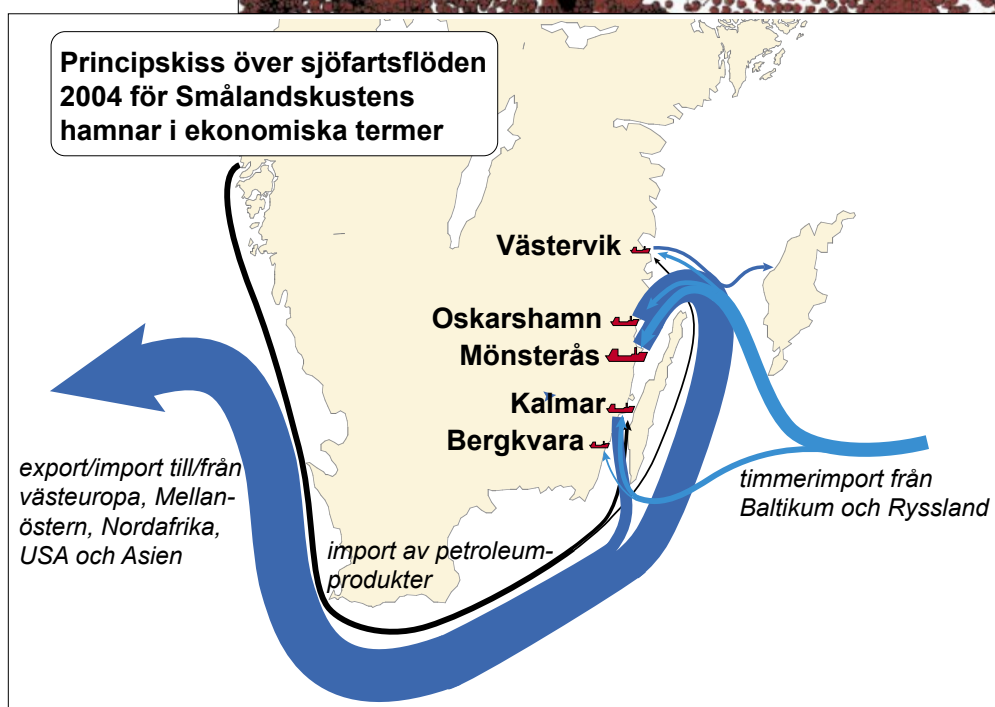 Principskiss över sjöfartsflöden
2004 för Smålandskustens
hamnar i ekonomiska termer
Västervik
Oskarshamn
Mönsterås
Kalmar
Bergkvara
export/import till/från
västeuropa, Mellan-
östern, Nordafrika,
USA och Asien
import av petroleum-
produkter
timmerimport från
Baltikum och Ryssland